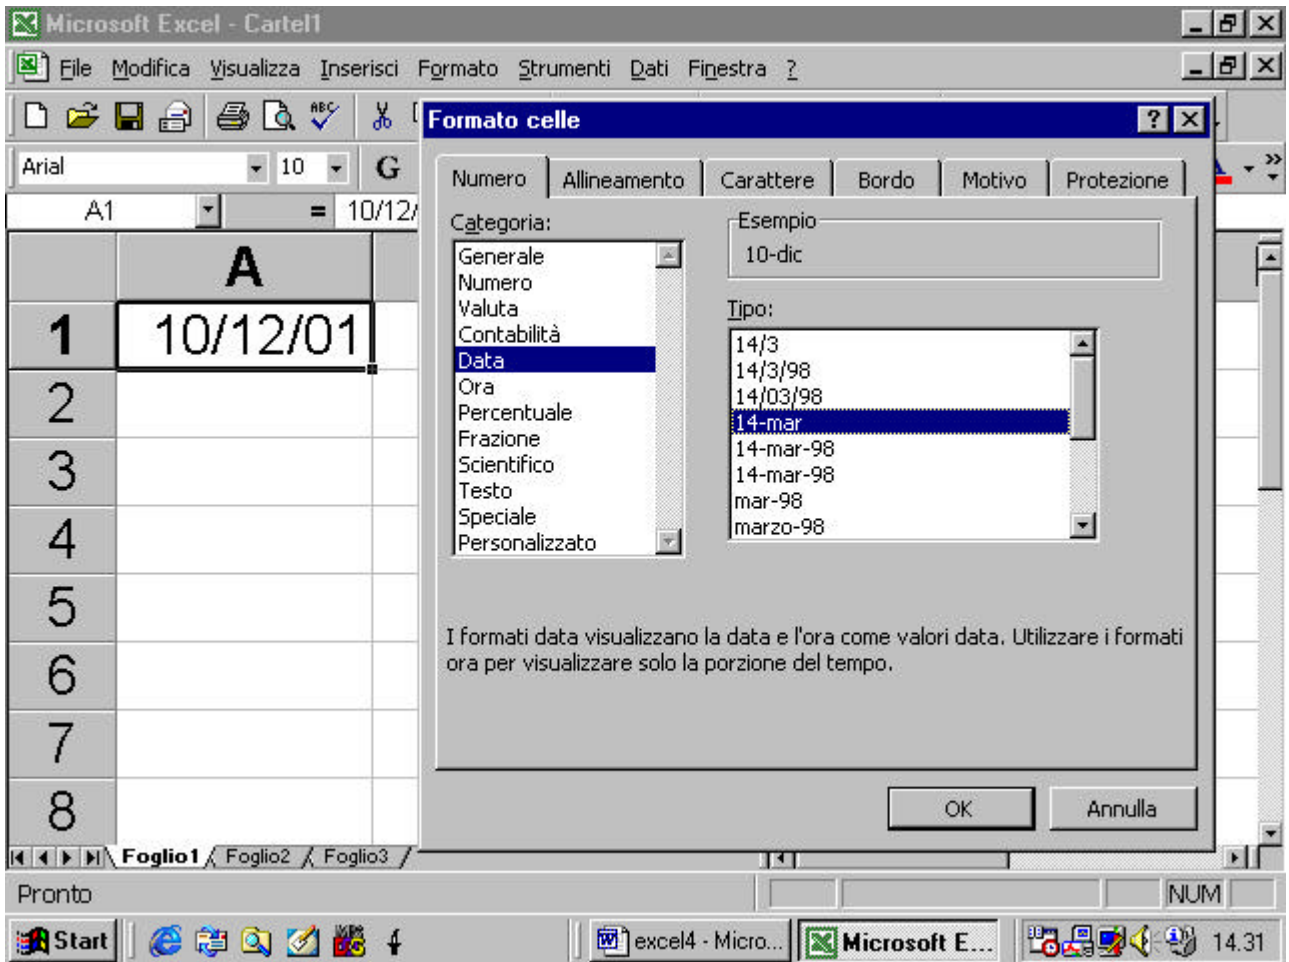 Microsoft Excel - Cartel1
File Modifica Visualizza Inserisci Formato Strumenti Dati Finestra ?
ABC
Formato celle
Arial 10 G
Numero Allineamento Carattere Bordo Motivo Protezione
A1 = 10/12/
Categoria:
Generale
Numero
Valuta
Contabilità
Data
Ora
Percentuale
Frazione
Scientifico
Testo
Speciale
Personalizzato
Esempio
10-dic
Tipo:
14/3
14/3/98
14/03/98
14-mar
14-mar-98
14-mar-98
mar-98
marzo-98
A
1 10/12/01
2
3
4
5
6
7
8
I formati data visualizzano la data e l'ora come valori data. Utilizzare i formati
ora per visualizzare solo la porzione del tempo.
OK Annulla
Foglio1 Foglio2 Foglio3
Pronto NUM
Start excel4 - Micro... Microsoft E... 14.31